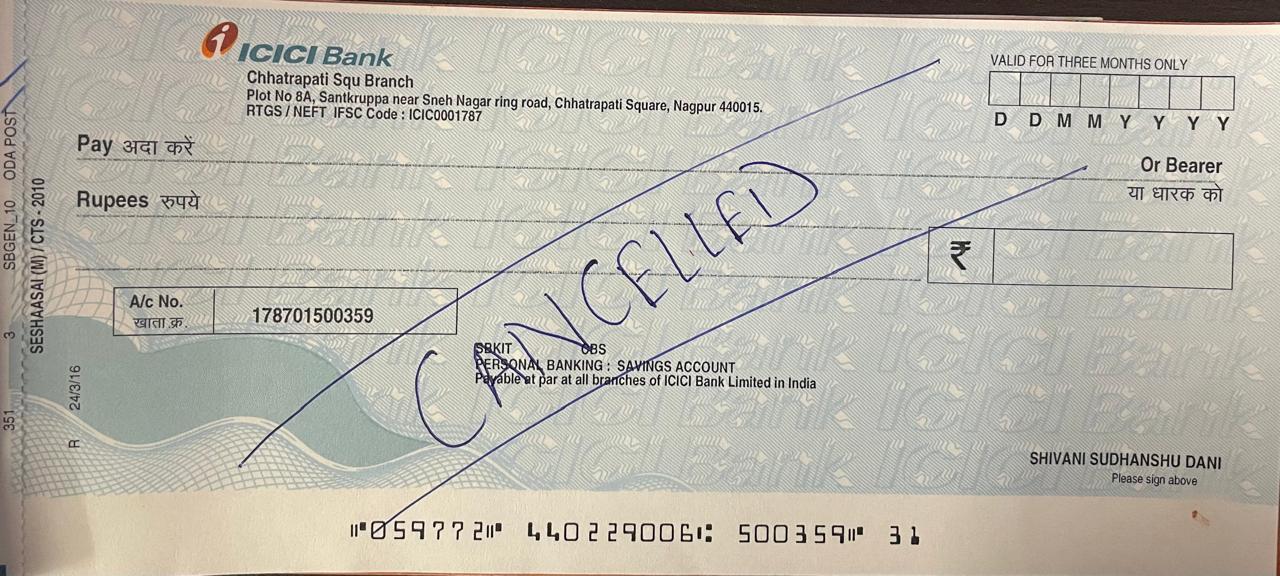 ICICI Bank
Chhatrapati Squ Branch
Plot No 8A, Santkruppa near Sneh Nagar ring road, Chhatrapati Square, Nagpur 440015.
RTGS / NEFT IFSC Code : ICIC0001787
VALID FOR THREE MONTHS ONLY
D D M M Y Y Y Y
Pay अदा करें
Or Bearer
या धारक को
Rupees रुपये
₹
A/c No.
खाता क्र.
178701500359
CANCELLED
SBKIT CBS
PERSONAL BANKING : SAVINGS ACCOUNT
Payable at par at all branches of ICICI Bank Limited in India
SHIVANI SUDHANSHU DANI
Please sign above
⑈059772⑈ 440229006⑆ 500359⑈ 31
SESHAASAI (M) / CTS - 2010
351 3 SBGEN_10 ODA POST
R 24/3/16